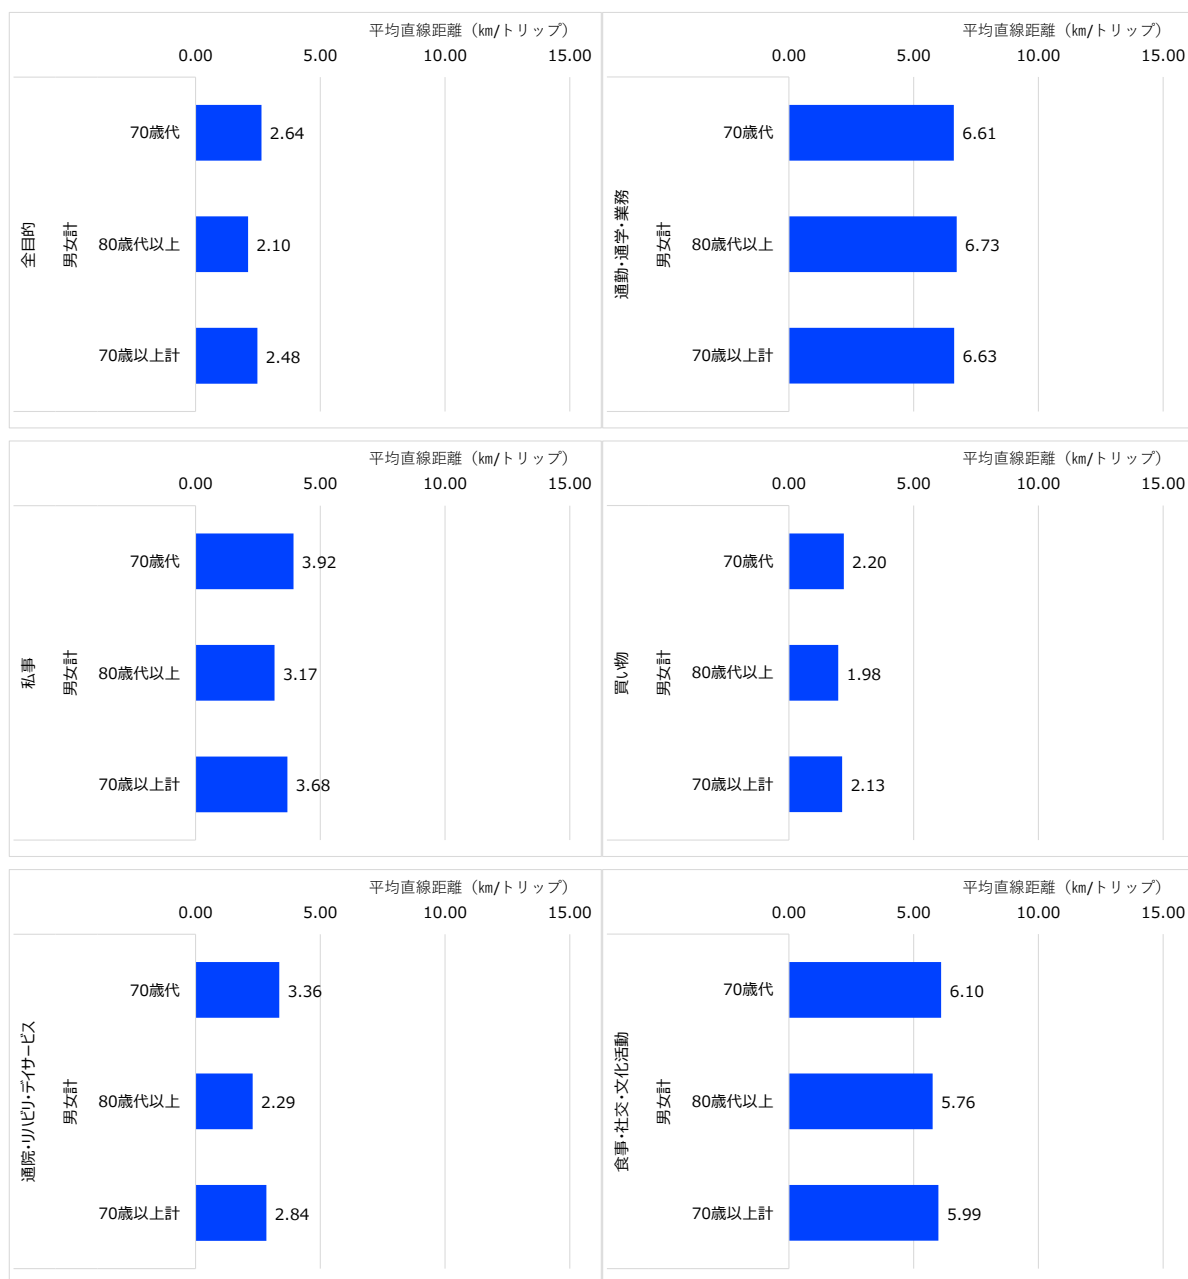 平均直線距離（㎞/トリップ）
0.00 5.00 10.00 15.00
全目的
男女計
70歳代 2.64
80歳代以上 2.10
70歳以上計 2.48
平均直線距離（㎞/トリップ）
0.00 5.00 10.00 15.00
通勤・通学・業務
男女計
70歳代 6.61
80歳代以上 6.73
70歳以上計 6.63
平均直線距離（㎞/トリップ）
0.00 5.00 10.00 15.00
私事
男女計
70歳代 3.92
80歳代以上 3.17
70歳以上計 3.68
平均直線距離（㎞/トリップ）
0.00 5.00 10.00 15.00
買い物
男女計
70歳代 2.20
80歳代以上 1.98
70歳以上計 2.13
平均直線距離（㎞/トリップ）
0.00 5.00 10.00 15.00
通院・リハビリ・デイサービス
男女計
70歳代 3.36
80歳代以上 2.29
70歳以上計 2.84
平均直線距離（㎞/トリップ）
0.00 5.00 10.00 15.00
食事・社交・文化活動
男女計
70歳代 6.10
80歳代以上 5.76
70歳以上計 5.99